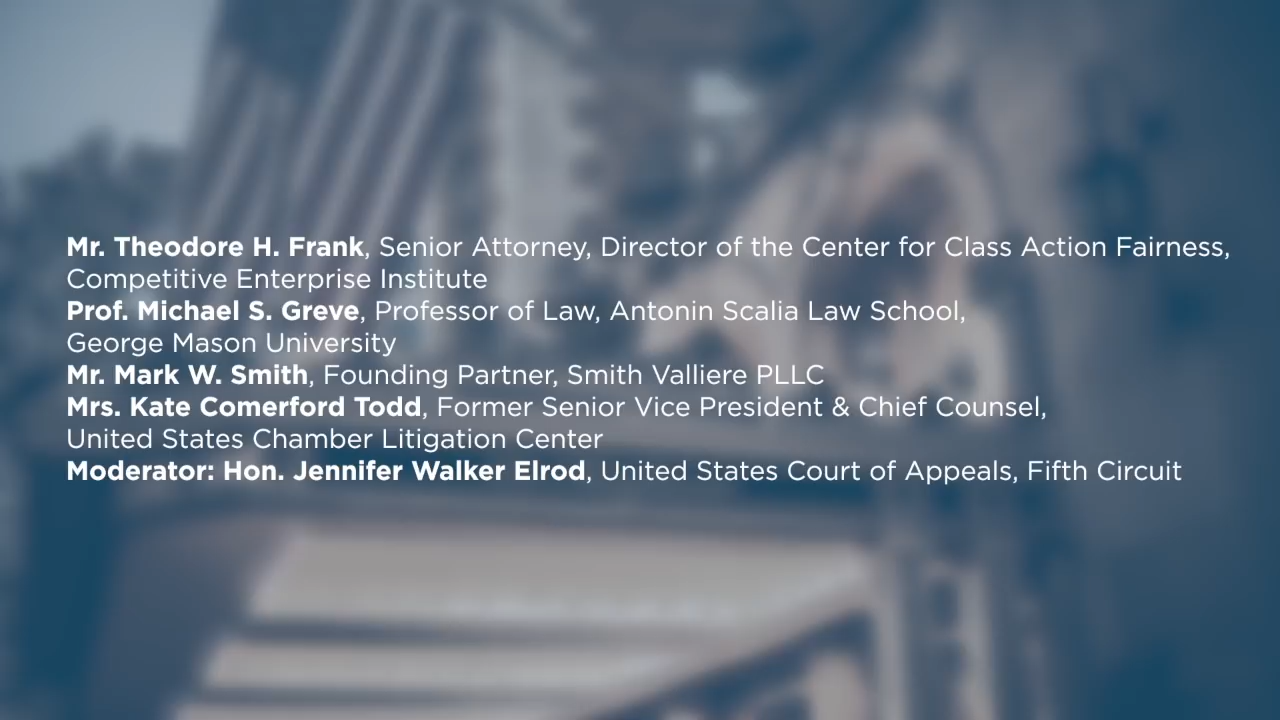 Mr. Theodore H. Frank, Senior Attorney, Director of the Center for Class Action Fairness,
Competitive Enterprise Institute
Prof. Michael S. Greve, Professor of Law, Antonin Scalia Law School,
George Mason University
Mr. Mark W. Smith, Founding Partner, Smith Valliere PLLC
Mrs. Kate Comerford Todd, Former Senior Vice President & Chief Counsel,
United States Chamber Litigation Center
Moderator: Hon. Jennifer Walker Elrod, United States Court of Appeals, Fifth Circuit